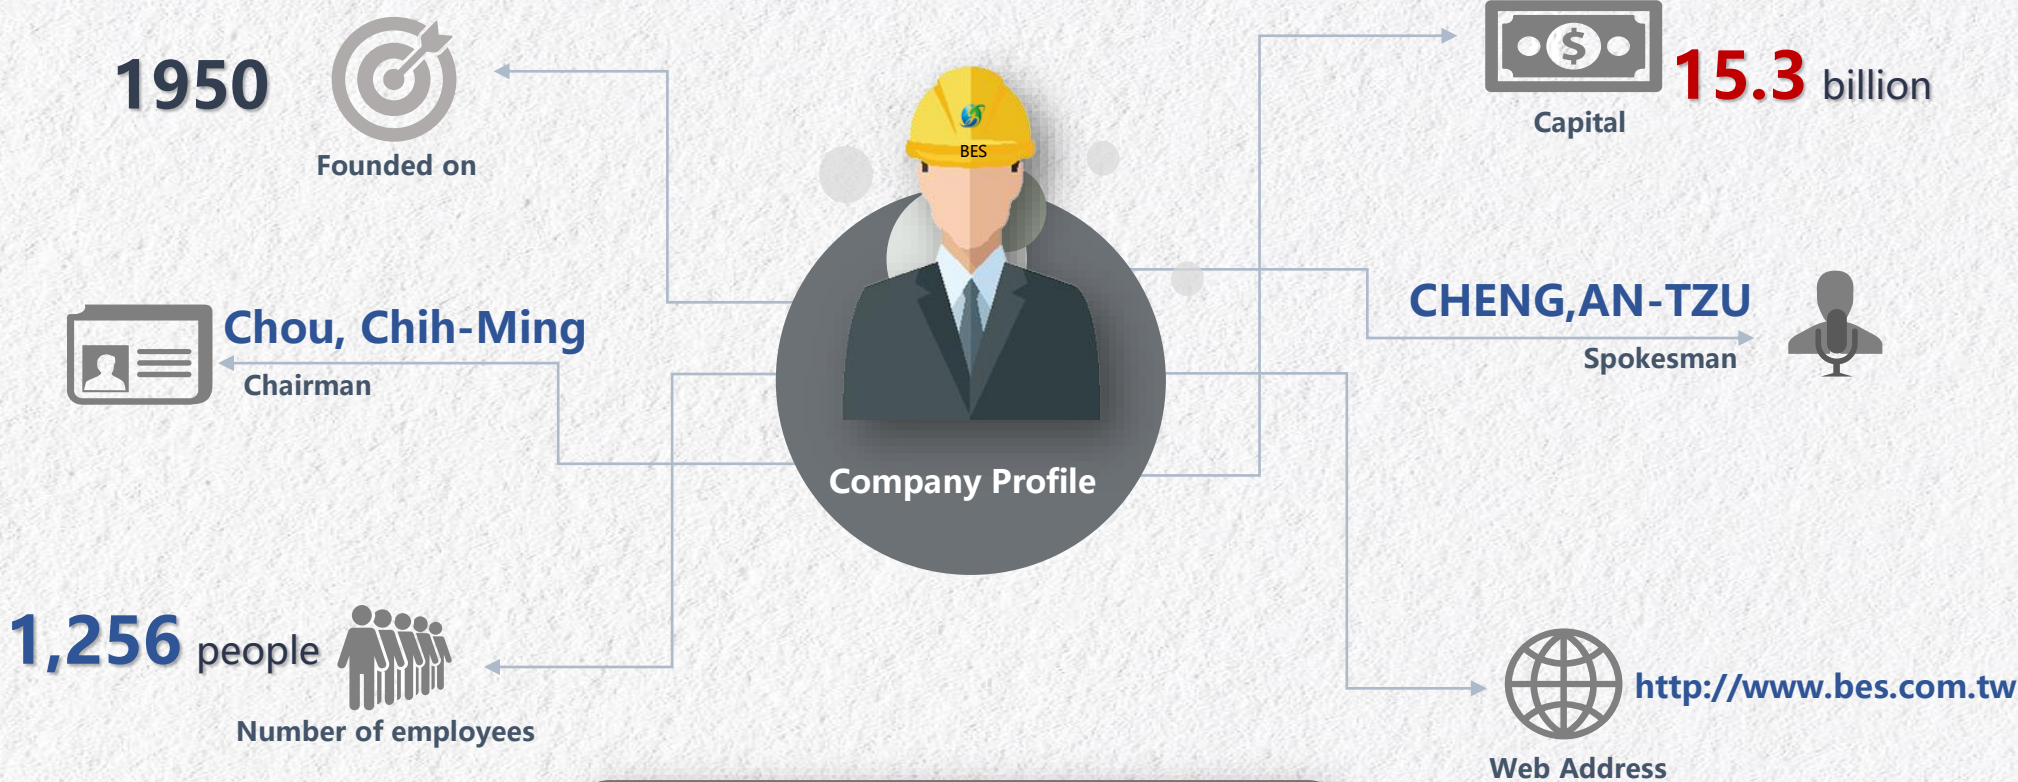 1950
Founded on
15.3 billion
Capital
BES
Chou, Chih-Ming
Chairman
CHENG,AN-TZU
Spokesman
Company Profile
1,256 people
Number of employees
http://www.bes.com.tw
Web Address